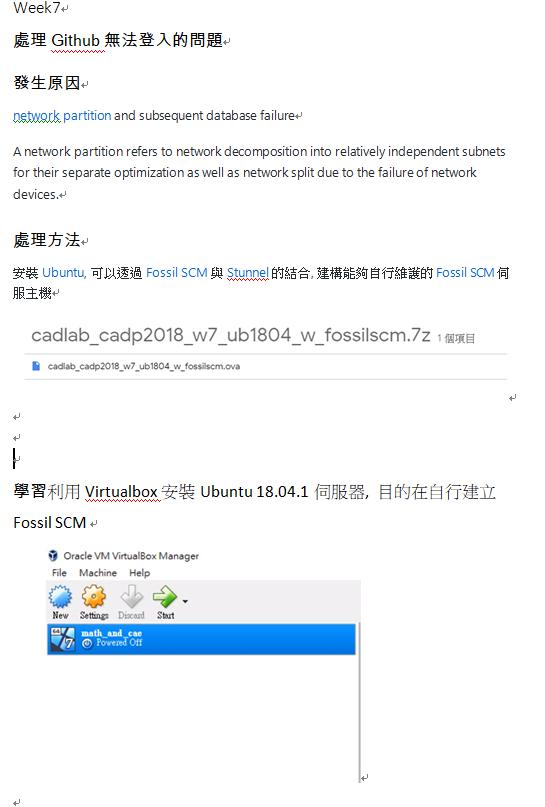 Week7
處理 Github 無法登入的問題
發生原因
network partition and subsequent database failure
A network partition refers to network decomposition into relatively independent subnets
for their separate optimization as well as network split due to the failure of network
devices.
處理方法
安裝 Ubuntu, 可以透過 Fossil SCM 與 Stunnel 的結合, 建構能夠自行維護的 Fossil SCM 伺
服主機
cadlab_cadp2018_w7_ub1804_w_fossilscm.7z 1 個項目
cadlab_cadp2018_w7_ub1804_w_fossilscm.ova
學習利用 Virtualbox 安裝 Ubuntu 18.04.1 伺服器, 目的在自行建立
Fossil SCM
Oracle VM VirtualBox Manager
File Machine Help
New Settings Discard Start
64 7 math_and_cae
Powered Off